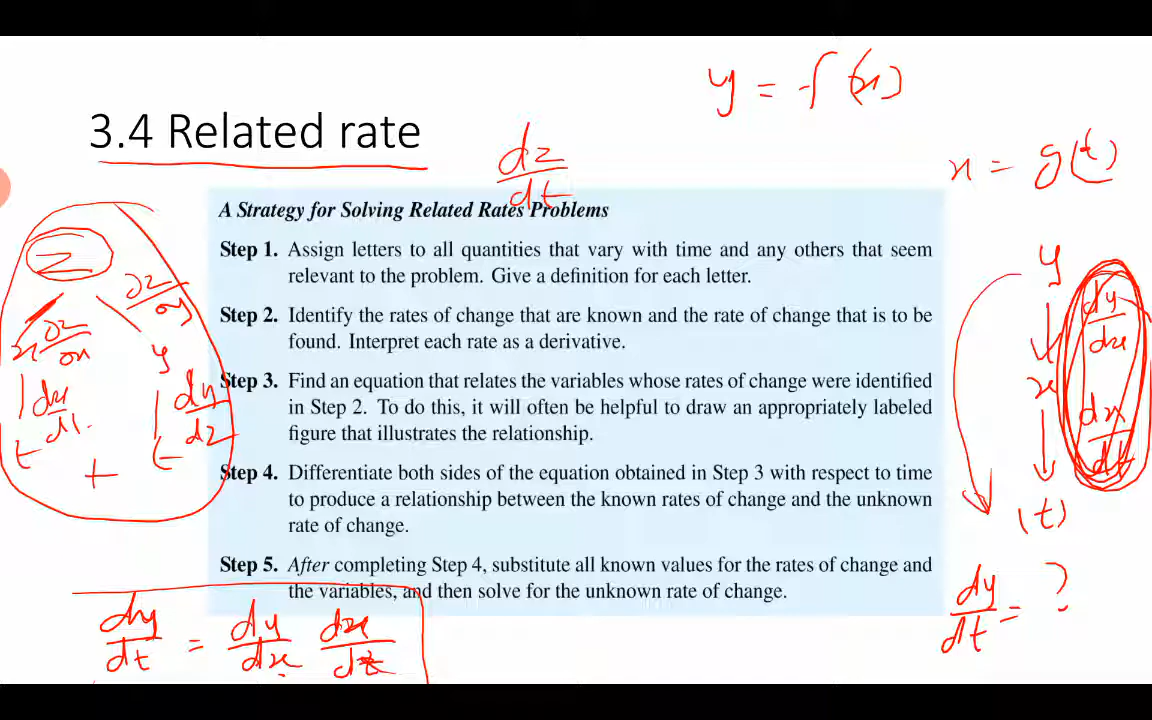 y = f(x)
3.4 Related rate
x = g(t)
dz
dt
A Strategy for Solving Related Rates Problems
Step 1. Assign letters to all quantities that vary with time and any others that seem
relevant to the problem. Give a definition for each letter.
Step 2. Identify the rates of change that are known and the rate of change that is to be
found. Interpret each rate as a derivative.
Step 3. Find an equation that relates the variables whose rates of change were identified
in Step 2. To do this, it will often be helpful to draw an appropriately labeled
figure that illustrates the relationship.
Step 4. Differentiate both sides of the equation obtained in Step 3 with respect to time
to produce a relationship between the known rates of change and the unknown
rate of change.
Step 5. After completing Step 4, substitute all known values for the rates of change and
the variables, and then solve for the unknown rate of change.
z
∂z
∂y
x ∂z
∂x
y
dx
dt
dy
dz
t
t
+
y
dy
dx
x
dx
dt
(t)
dy/dt = ?
dy/dt = dy/dx dx/dt